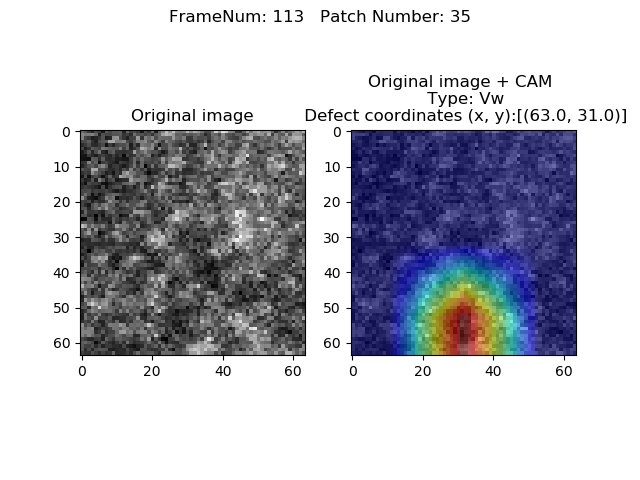 FrameNum: 113   Patch Number: 35
Original image
Original image + CAM
Type: Vw
Defect coordinates (x, y):[(63.0, 31.0)]
0
10
20
30
40
50
60
0 20 40 60
0
10
20
30
40
50
60
0 20 40 60